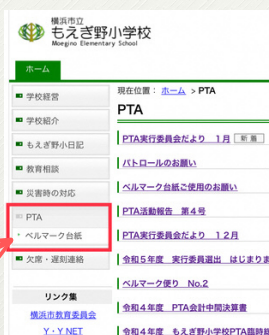 横浜市立
もえぎ野小学校
Moegino Elementary School
ホーム
学校経営
学校紹介
もえぎ野小日記
教育相談
災害時の対応
PTA
ベルマーク台紙
欠席・遅刻連絡
リンク集
横浜市教育委員会
Y・Y NET
現在位置： ホーム > PTA
PTA
PTA実行委員会だより １月 新着
パトロールのお願い
ベルマーク台紙ご使用のお願い
PTA活動報告 第４号
PTA実行委員会だより １２月
令和５年度 実行委員選出 はじまりま
ベルマーク便り No.2
令和４年度 PTA会計中間決算書
令和４年度 もえぎ野小学校PTA臨時総